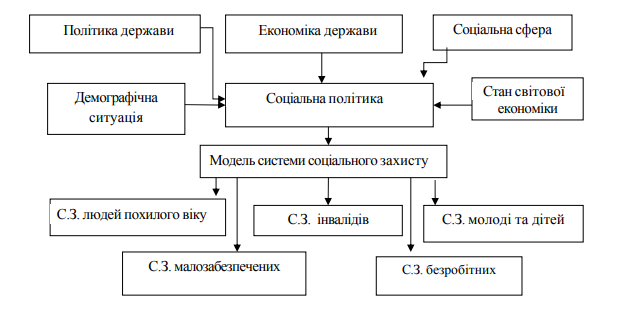 Політика держави
Економіка держави
Соціальна сфера
Демографічна
ситуація
Соціальна політика
Стан світової
економіки
Модель системи соціального захисту
С.З. людей похилого віку
С.З. інвалідів
С.З. молоді та дітей
С.З. малозабезпечених
С.З. безробітних